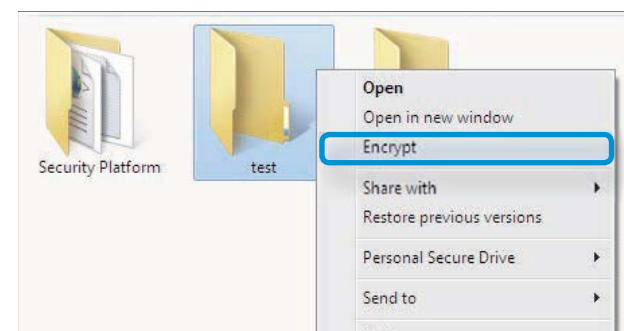 Security Platform
test
Open
Open in new window
Encrypt
Share with
Restore previous versions
Personal Secure Drive
Send to